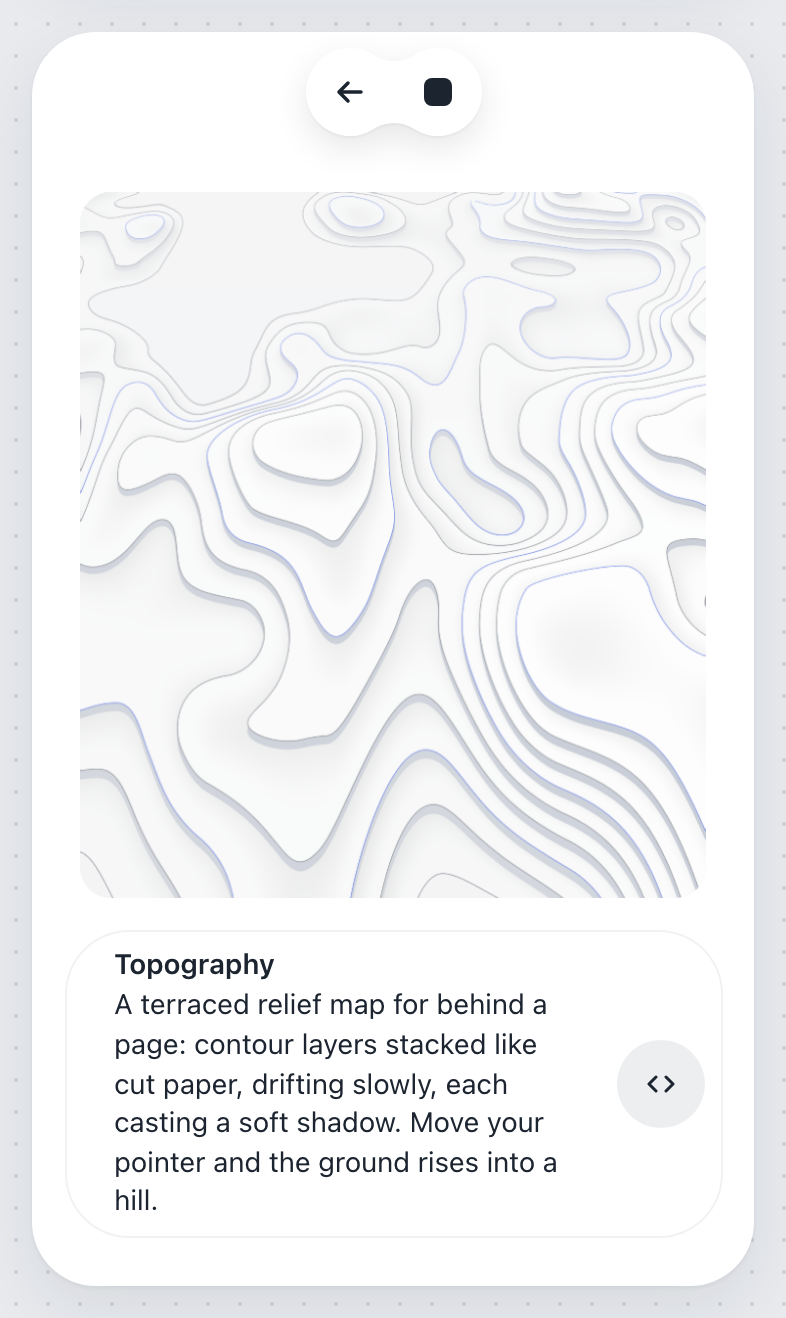 Topography
A terraced relief map for behind a
page: contour layers stacked like
cut paper, drifting slowly, each
casting a soft shadow. Move your
pointer and the ground rises into a
hill.